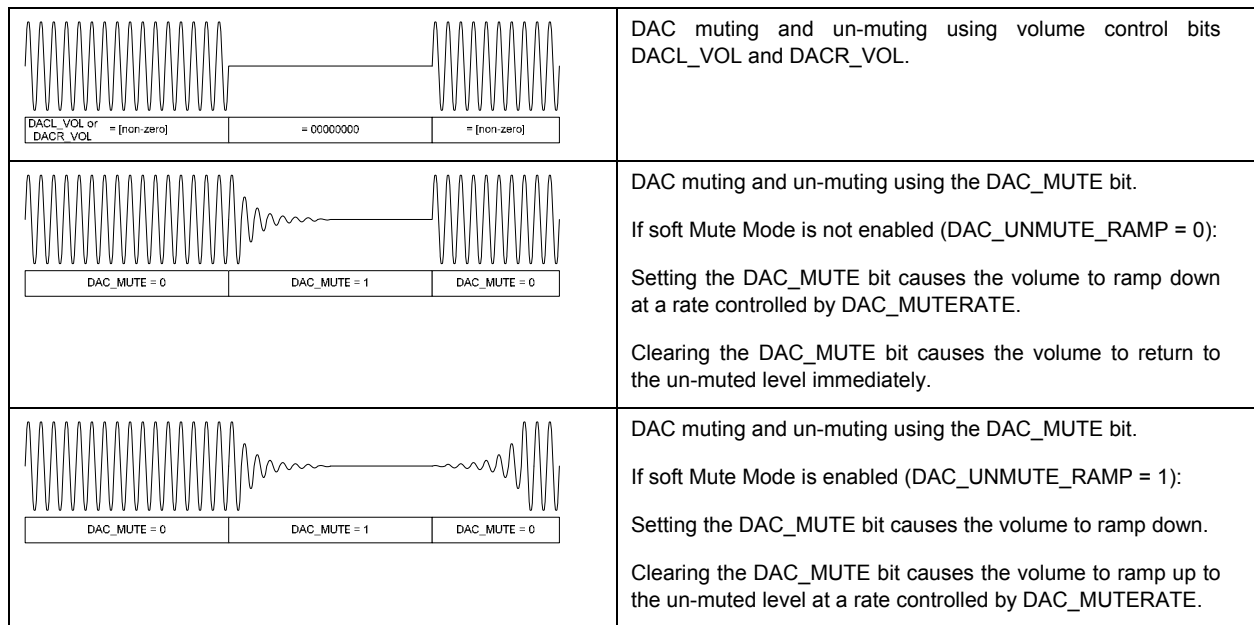 DACL_VOL or
DACR_VOL
= [non-zero]
= 00000000
= [non-zero]
DAC muting and un-muting using volume control bits
DACL_VOL and DACR_VOL.
DAC_MUTE = 0
DAC_MUTE = 1
DAC_MUTE = 0
DAC muting and un-muting using the DAC_MUTE bit.
If soft Mute Mode is not enabled (DAC_UNMUTE_RAMP = 0):
Setting the DAC_MUTE bit causes the volume to ramp down
at a rate controlled by DAC_MUTERATE.
Clearing the DAC_MUTE bit causes the volume to return to
the un-muted level immediately.
DAC_MUTE = 0
DAC_MUTE = 1
DAC_MUTE = 0
DAC muting and un-muting using the DAC_MUTE bit.
If soft Mute Mode is enabled (DAC_UNMUTE_RAMP = 1):
Setting the DAC_MUTE bit causes the volume to ramp down.
Clearing the DAC_MUTE bit causes the volume to ramp up to
the un-muted level at a rate controlled by DAC_MUTERATE.